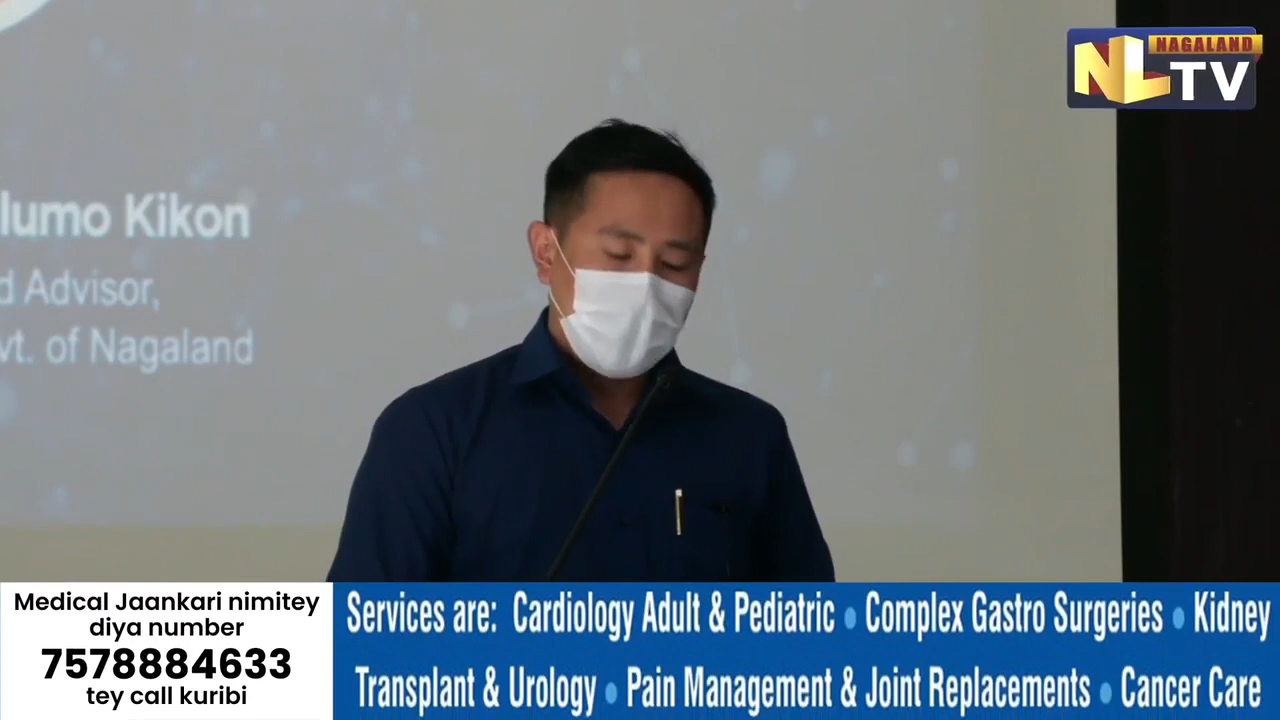 NAGALAND
NL TV
lumo Kikon
d Advisor,
vt. of Nagaland
Medical Jaankari nimitey
diya number
7578884633
tey call kuribi
Services are: Cardiology Adult & Pediatric • Complex Gastro Surgeries • Kidney
Transplant & Urology • Pain Management & Joint Replacements • Cancer Care